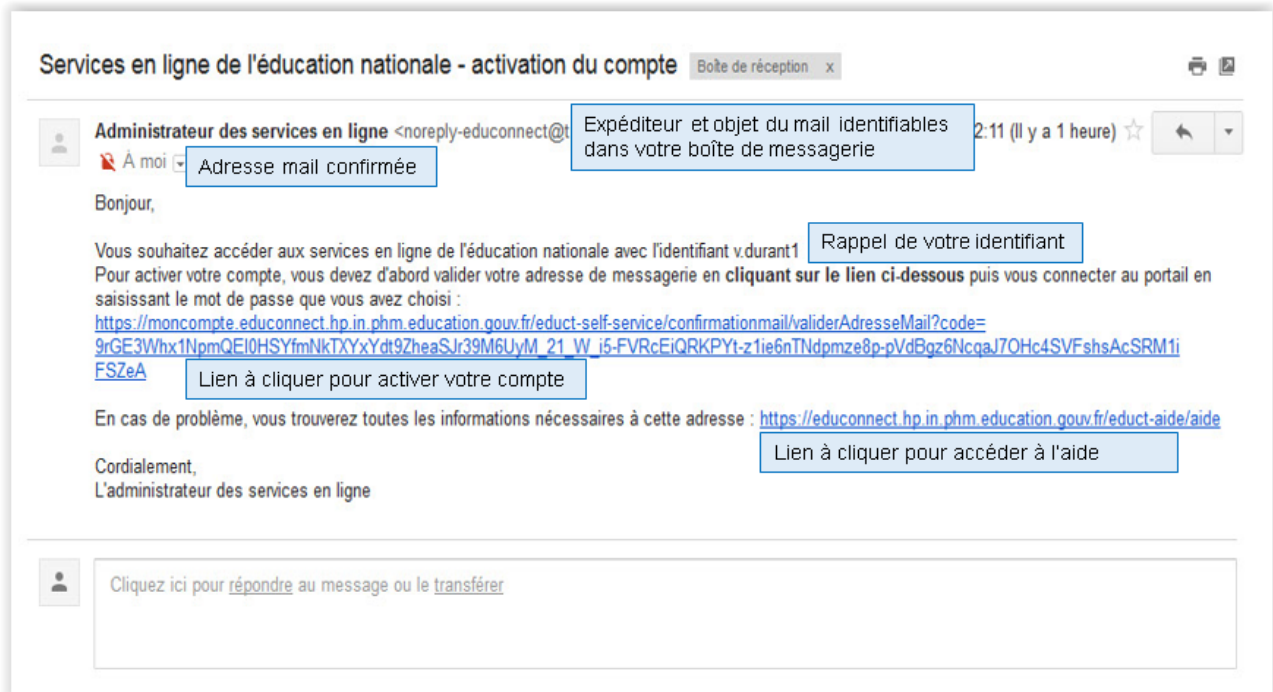 Services en ligne de l'éducation nationale - activation du compte Boîte de réception x
Administrateur des services en ligne <noreply-educonnect@t
Expéditeur et objet du mail identifiables
dans votre boîte de messagerie
2:11 (Il y a 1 heure)
À moi
Adresse mail confirmée
Bonjour,
Vous souhaitez accéder aux services en ligne de l'éducation nationale avec l'identifiant v.durant1
Rappel de votre identifiant
Pour activer votre compte, vous devez d'abord valider votre adresse de messagerie en cliquant sur le lien ci-dessous puis vous connecter au portail en
saisissant le mot de passe que vous avez choisi :
https://moncompte.educonnect.hp.in.phm.education.gouv.fr/educt-self-service/confirmationmail/validerAdresseMail?code=
9rGE3Whx1NpmQEI0HSYfmNkTXYxYdt9ZheaSJr39M6UyM_21_W_i5-FVRcEiQRKPYt-z1ie6nTNdpmze8p-pVdBgz6NcqaJ7OHc4SVFshsAcSRM1i
FSZeA
Lien à cliquer pour activer votre compte
En cas de problème, vous trouverez toutes les informations nécessaires à cette adresse : https://educonnect.hp.in.phm.education.gouv.fr/educt-aide/aide
Lien à cliquer pour accéder à l'aide
Cordialement,
L'administrateur des services en ligne
Cliquez ici pour répondre au message ou le transférer